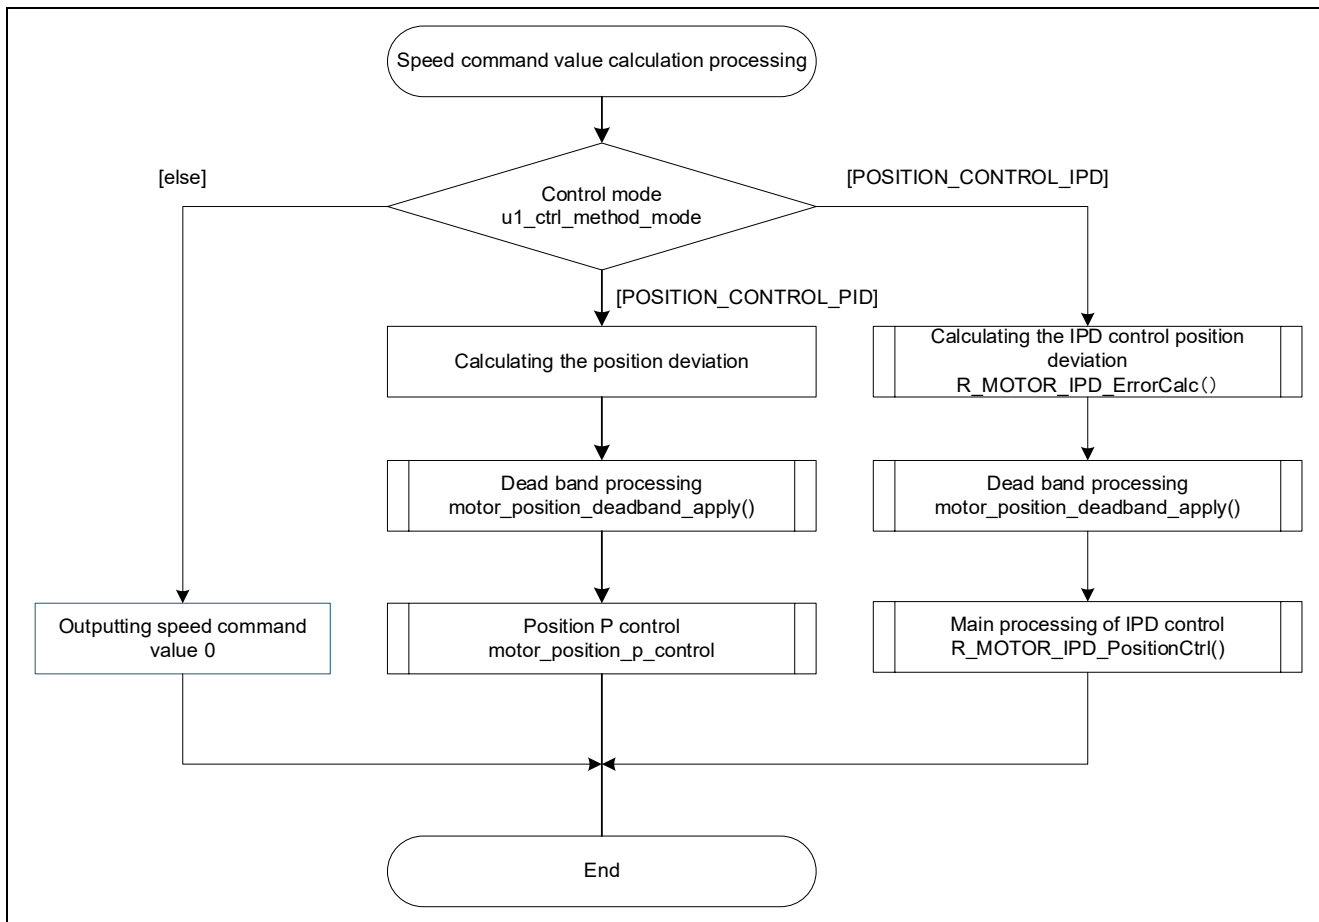 Speed command value calculation processing
[else]
[POSITION_CONTROL_IPD]
Control mode
u1_ctrl_method_mode
[POSITION_CONTROL_PID]
Calculating the position deviation
Calculating the IPD control position
deviation
R_MOTOR_IPD_ErrorCalc()
Dead band processing
motor_position_deadband_apply()
Dead band processing
motor_position_deadband_apply()
Outputting speed command
value 0
Position P control
motor_position_p_control
Main processing of IPD control
R_MOTOR_IPD_PositionCtrl()
End